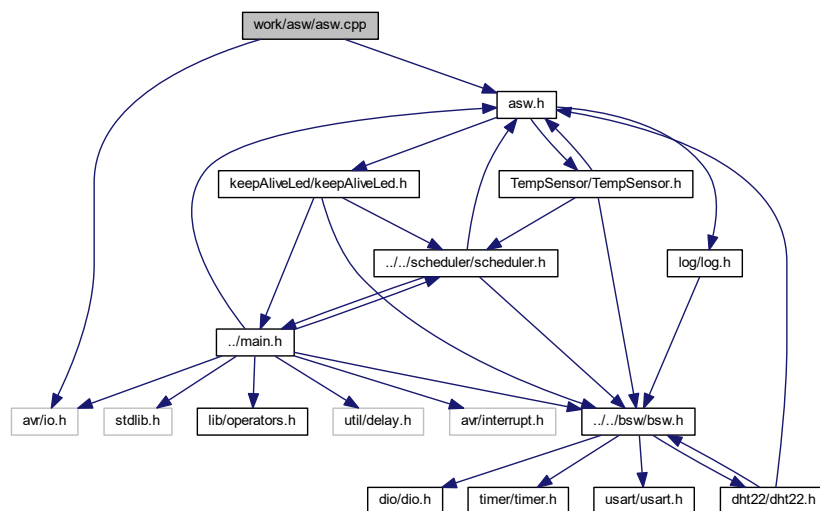 work/asw/asw.cpp
asw.h
keepAliveLed/keepAliveLed.h
TempSensor/TempSensor.h
../../scheduler/scheduler.h
log/log.h
../main.h
avr/io.h
stdlib.h
lib/operators.h
util/delay.h
avr/interrupt.h
../../bsw/bsw.h
dio/dio.h
timer/timer.h
usart/usart.h
dht22/dht22.h